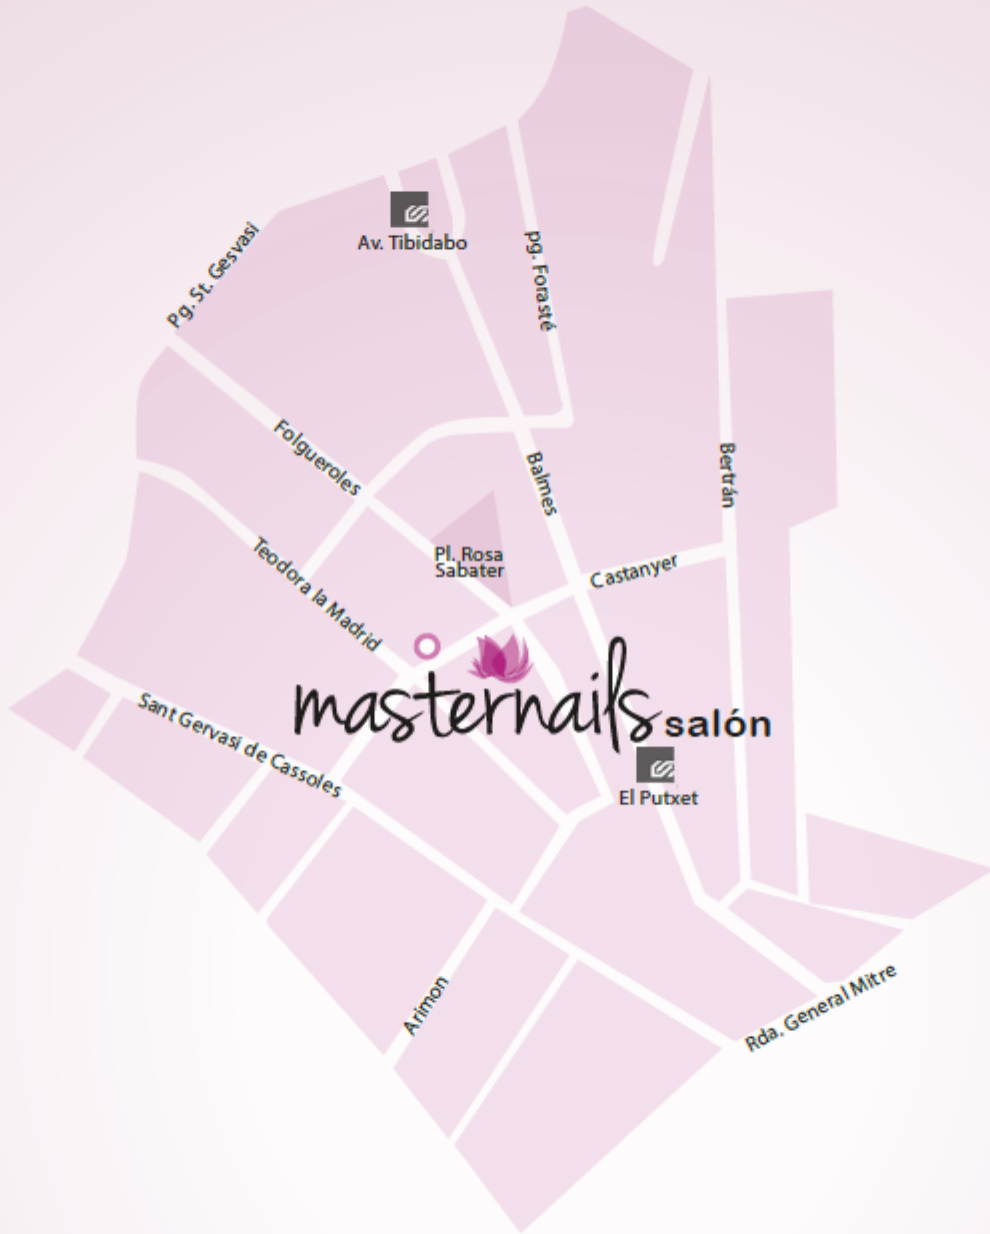 Av. Tibidabo
Pg. St. Gesvasi
pg. Forasté
Folgueroles
Balmes
Bertrán
Pl. Rosa
Sabater
Castanyer
Teodora la Madrid
masternails salón
Sant Gervasi de Cassoles
El Putxet
Arimon
Rda. General Mitre